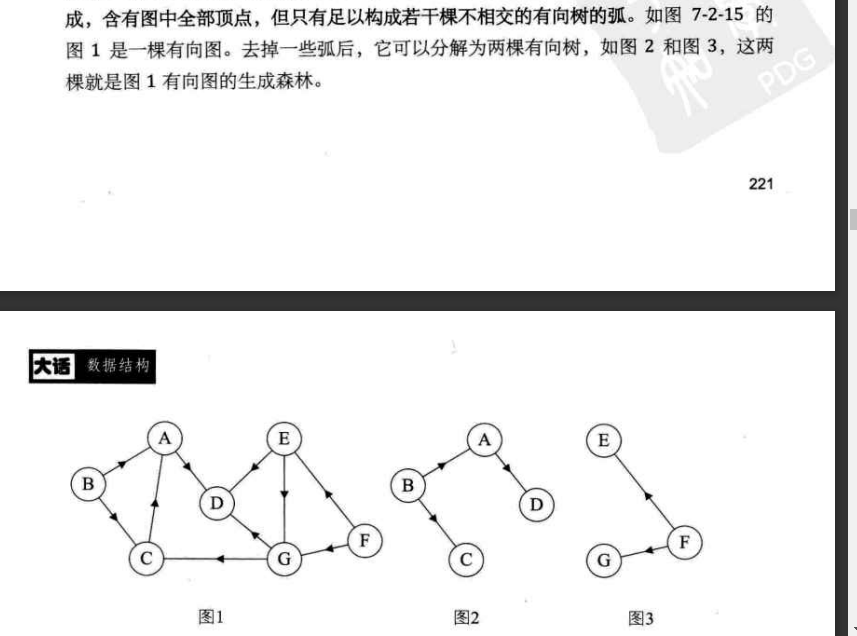 成，含有图中全部顶点，但只有足以构成若干棵不相交的有向树的弧。如图 7-2-15 的
图 1 是一棵有向图。去掉一些弧后，它可以分解为两棵有向树，如图 2 和图 3，这两
棵就是图 1 有向图的生成森林。
PDG
221
大话 数据结构
A
E
A
E
B
B
D
D
F
F
C
G
C
G
图1
图2
图3